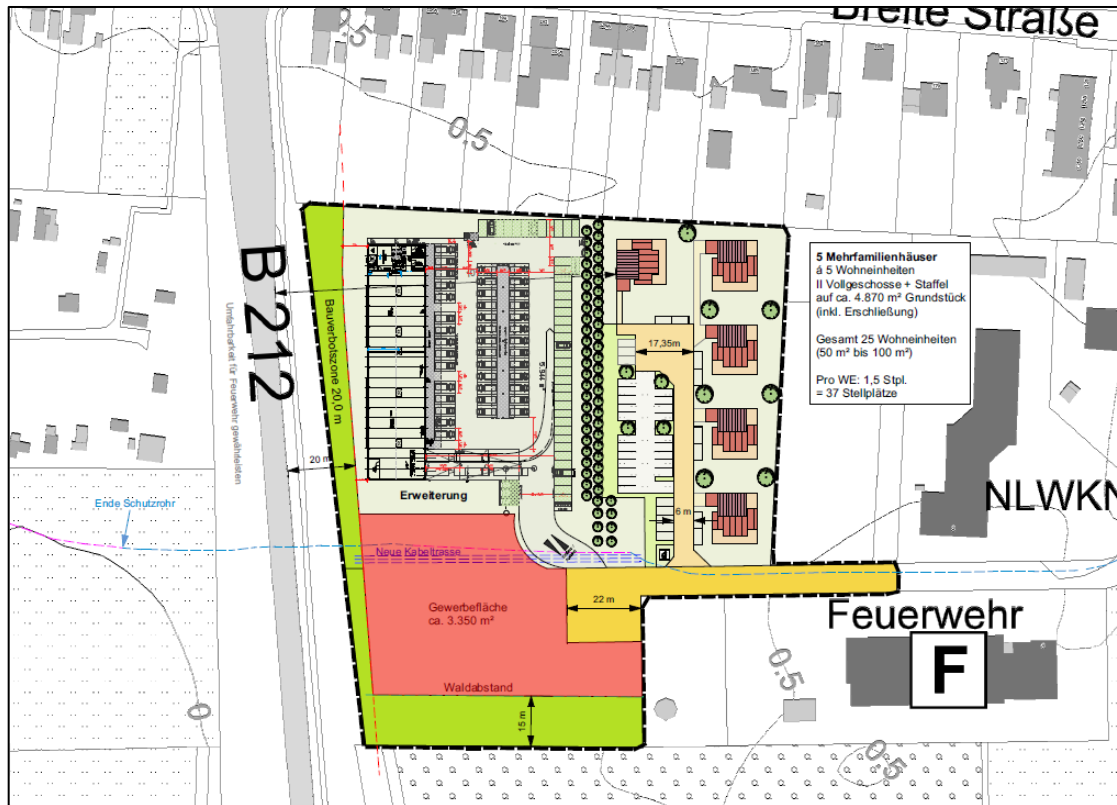 Breite Straße
0,5
0.5
B 212
Bauverbotszone 20,0 m
Umfahrbarkeit für Feuerwehr gewährleisten
20 m
5 Mehrfamilienhäuser
á 5 Wohneinheiten
II Vollgeschosse + Staffel
auf ca. 4.870 m² Grundstück
(inkl. Erschließung)
Gesamt 25 Wohneinheiten
(50 m² bis 100 m²)
Pro WE: 1,5 Stpl.
= 37 Stellplätze
17,35m
6 m
Erweiterung
NLWKN
Ende Schutzrohr
Neue Kabeltrasse
Gewerbefläche
ca. 3.350 m²
22 m
Feuerwehr
F
Waldabstand
15 m
0
0.5
0.5